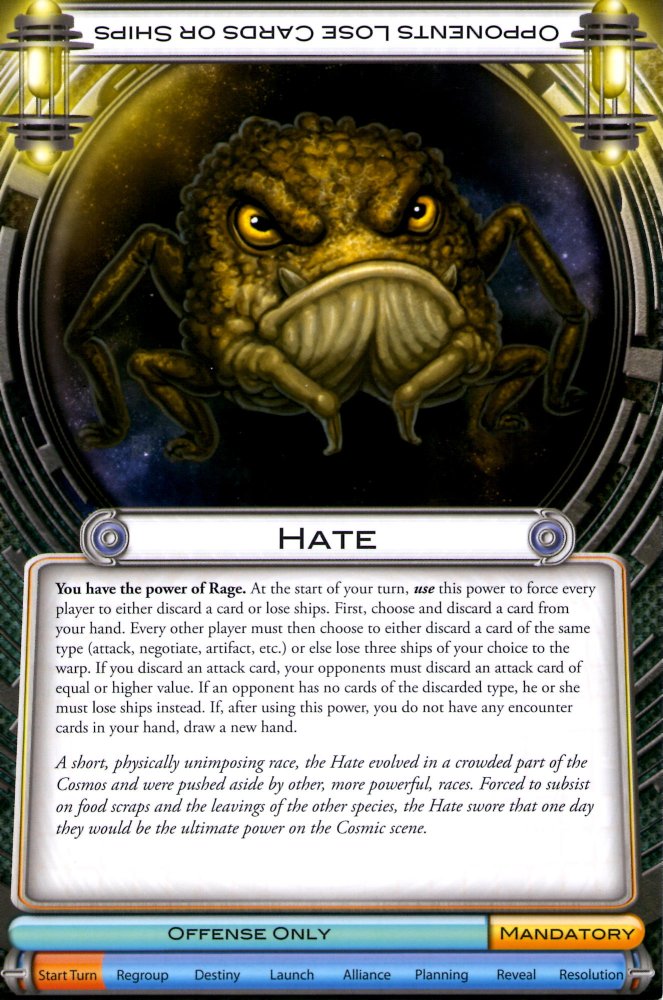 OPPONENTS LOSE CARDS OR SHIPS
HATE
You have the power of Rage. At the start of your turn, use this power to force every
player to either discard a card or lose ships. First, choose and discard a card from
your hand. Every other player must then choose to either discard a card of the same
type (attack, negotiate, artifact, etc.) or else lose three ships of your choice to the
warp. If you discard an attack card, your opponents must discard an attack card of
equal or higher value. If an opponent has no cards of the discarded type, he or she
must lose ships instead. If, after using this power, you do not have any encounter
cards in your hand, draw a new hand.
A short, physically unimposing race, the Hate evolved in a crowded part of the
Cosmos and were pushed aside by other, more powerful, races. Forced to subsist
on food scraps and the leavings of the other species, the Hate swore that one day
they would be the ultimate power on the Cosmic scene.
OFFENSE ONLY MANDATORY
Start Turn Regroup Destiny Launch Alliance Planning Reveal Resolution